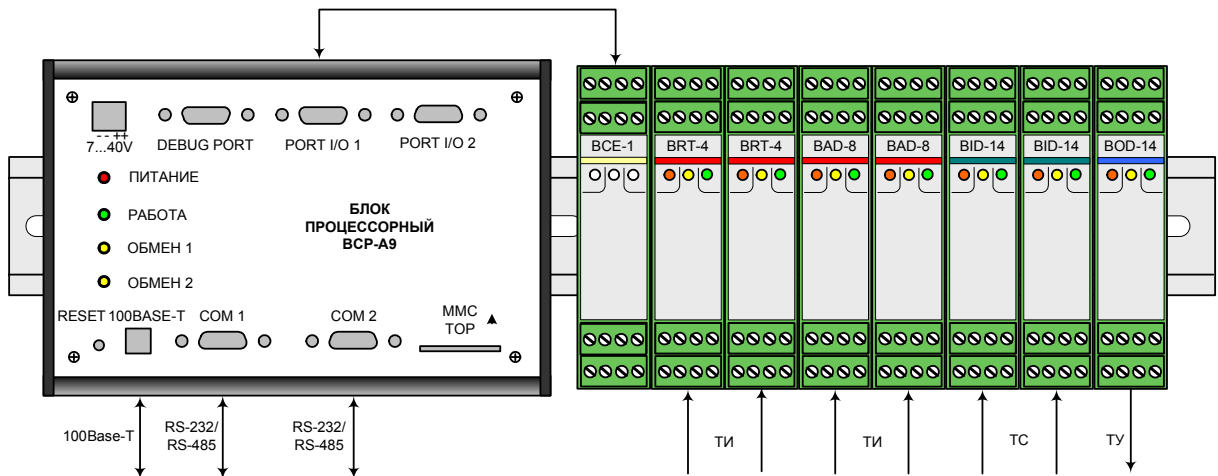 7...40V
- - ++
DEBUG PORT
PORT I/O 1
PORT I/O 2
ПИТАНИЕ
РАБОТА
ОБМЕН 1
ОБМЕН 2
БЛОК
ПРОЦЕССОРНЫЙ
BCP-A9
RESET
100BASE-T
COM 1
COM 2
MMC
TOP
BCE-1
BRT-4
BRT-4
BAD-8
BAD-8
BID-14
BID-14
BOD-14
100Base-T
RS-232/
RS-485
RS-232/
RS-485
ТИ
ТИ
ТС
ТУ